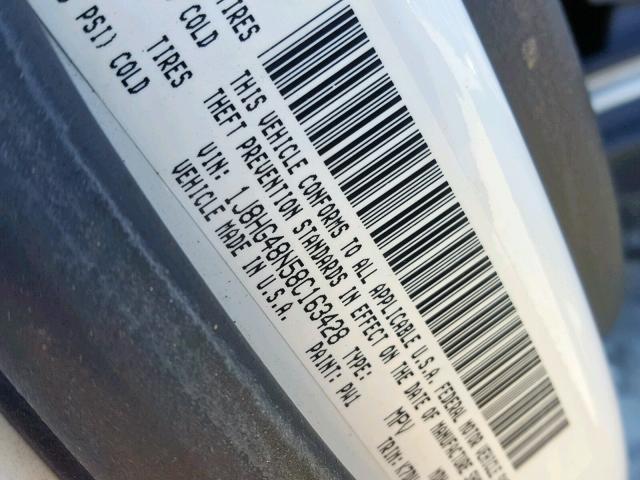 TIRES
COLD
TIRES
PSI) COLD
THIS VEHICLE CONFORMS TO ALL APPLICABLE U.S.A. FEDERAL MOTOR VEHICLE
THEFT PREVENTION STANDARDS IN EFFECT ON THE DATE OF MANUFACTURE
VIN: 1J8HG48N58C163428 TYPE: MPV
VEHICLE MADE IN U.S.A. PAINT: PW1 TRIM: